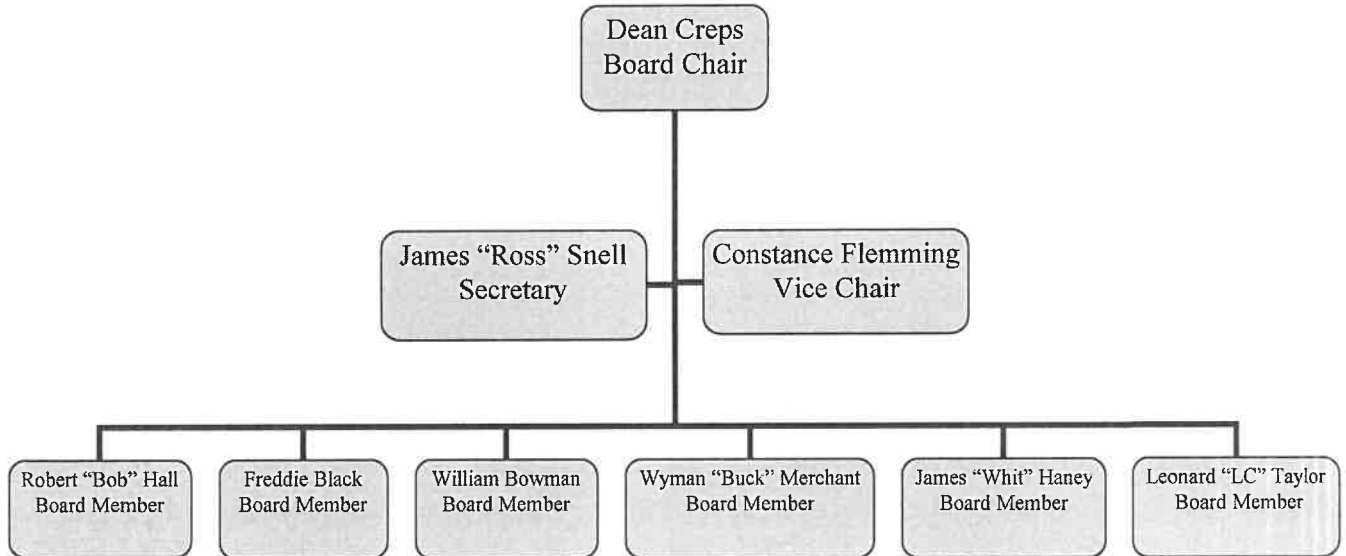 Dean Creps
Board Chair
James “Ross” Snell
Secretary
Constance Flemming
Vice Chair
Robert “Bob” Hall
Board Member
Freddie Black
Board Member
William Bowman
Board Member
Wyman “Buck” Merchant
Board Member
James “Whit” Haney
Board Member
Leonard “LC” Taylor
Board Member